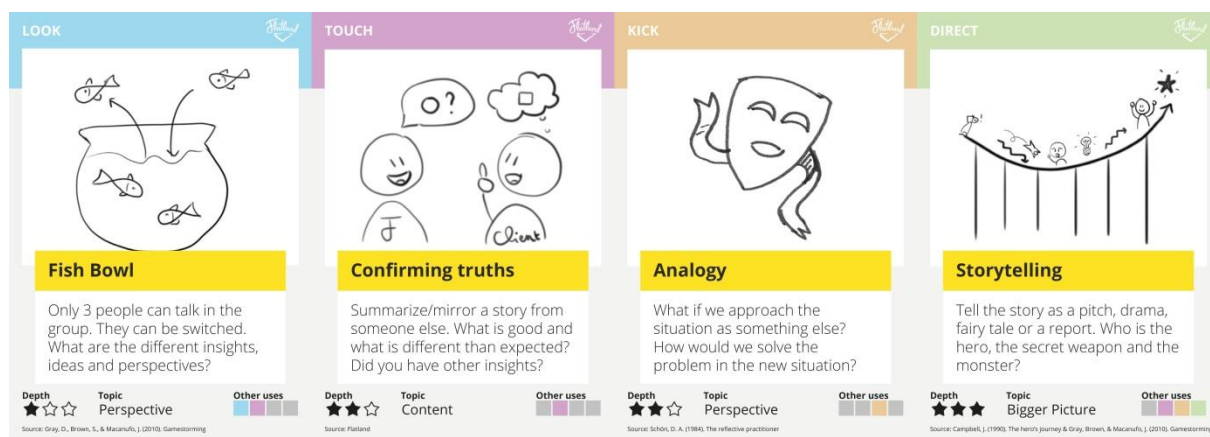 LOOK
Flatland
Fish Bowl
Only 3 people can talk in the
group. They can be switched.
What are the different insights,
ideas and perspectives?
Depth
Topic
Perspective
Other uses
Source: Gray, D., Brown, S., & Macanufo, J. (2010). Gamestorming
TOUCH
Flatland
O?
F
Client
Confirming truths
Summarize/mirror a story from
someone else. What is good and
what is different than expected?
Did you have other insights?
Depth
Topic
Content
Other uses
Source: Flatland
KICK
Flatland
Analogy
What if we approach the
situation as something else?
How would we solve the
problem in the new situation?
Depth
Topic
Perspective
Other uses
Source: Schön, D. A. (1984). The reflective practitioner
DIRECT
Flatland
Storytelling
Tell the story as a pitch, drama,
fairy tale or a report. Who is the
hero, the secret weapon and the
monster?
Depth
Topic
Bigger Picture
Other uses
Source: Campbell, J. (1990). The hero's journey & Gray, Brown, & Macanufo, J. (2010). Gamestorming